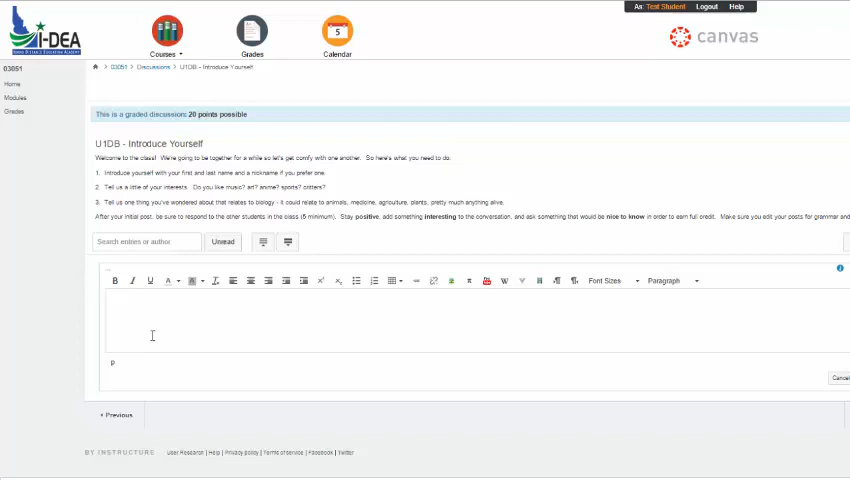 As: Test Student Logout Help
I-DEA
IDAHO DISTANCE EDUCATION ACADEMY
Courses
Grades
5
Calendar
canvas
03051
Home
Modules
Grades
> 03051 > Discussions > U1DB - Introduce Yourself
This is a graded discussion: 20 points possible
U1DB - Introduce Yourself
Welcome to the class! We're going to be together for a while so let's get comfy with one another. So here's what you need to do.
1. Introduce yourself with your first and last name and a nickname if you prefer one.
2. Tell us a little of your interests. Do you like music? art? anime? sports? critters?
3. Tell us one thing you've wondered about that relates to biology - it could relate to animals, medicine, agriculture, plants, pretty much anything alive.
After your initial post, be sure to respond to the other students in the class (5 minimum). Stay positive, add something interesting to the conversation, and ask something that would be nice to know in order to earn full credit. Make sure you edit your posts for grammar and
Search entries or author Unread
B I U A A Font Sizes Paragraph
p
Cancel
Previous
BY INSTRUCTURE User Research | Help | Privacy policy | Terms of service | Facebook | Twitter